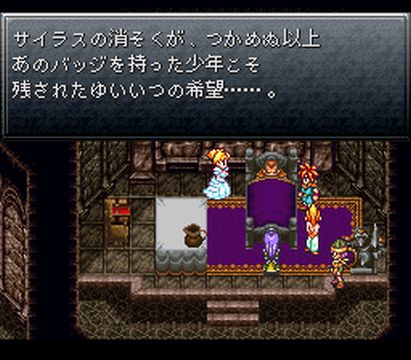 サイラスの消そくが、つかめぬ以上
あのバッジを持った少年こそ
残されたゆいいつの希望……。